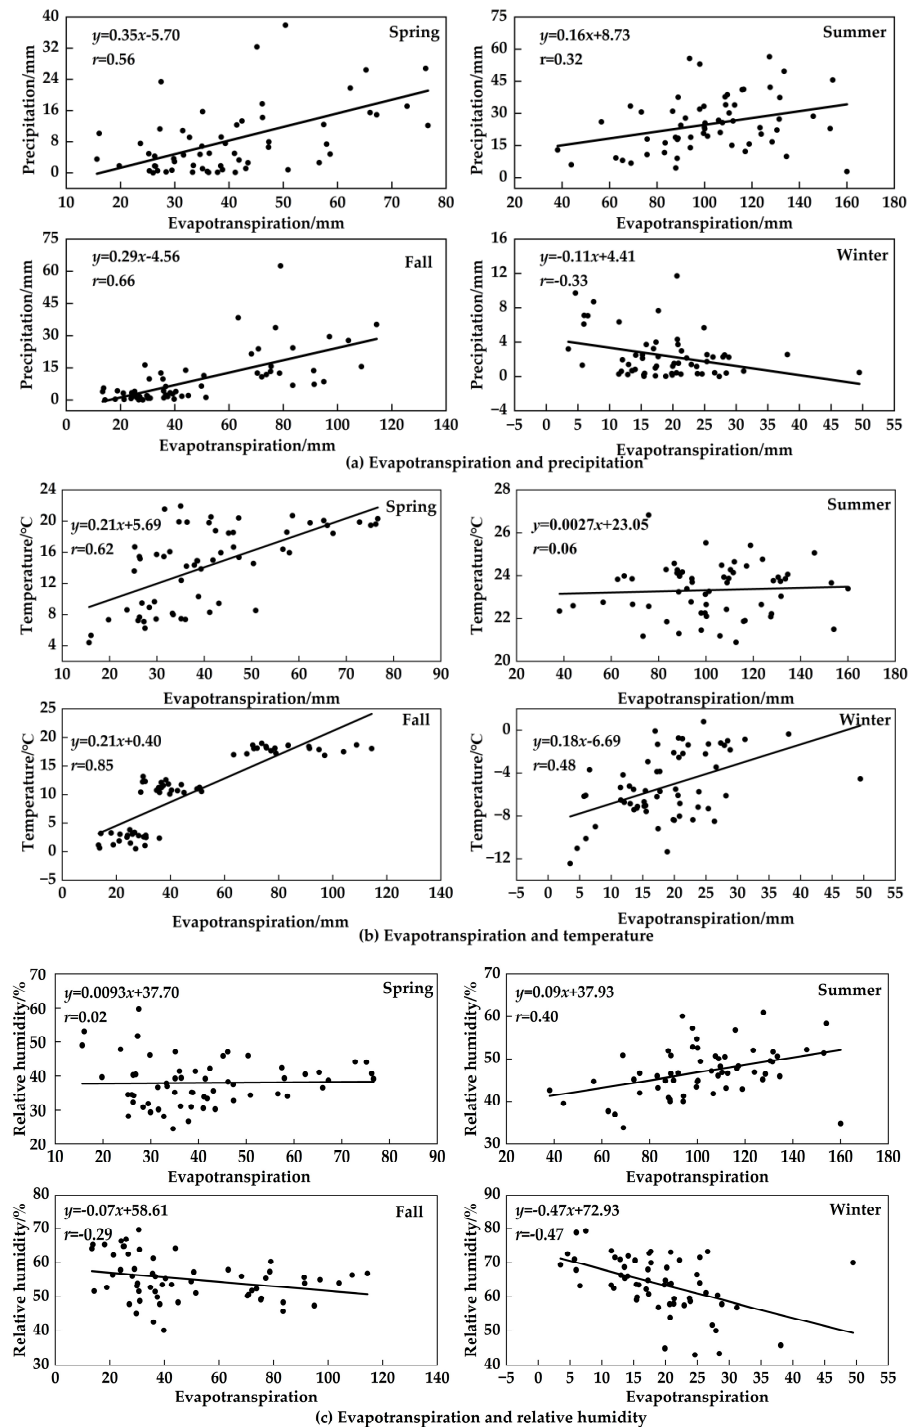 y=0.35x-5.70
r=0.56
Spring
Precipitation/mm
40
32
24
16
8
0
10 20 30 40 50 60 70 80
Evapotranspiration/mm
y=0.16x+8.73
r=0.32
Summer
Precipitation/mm
75
60
45
30
15
0
20 40 60 80 100 120 140 160 180
Evapotranspiration/mm
y=0.29x-4.56
r=0.66
Fall
Precipitation/mm
75
60
45
30
15
0
0 20 40 60 80 100 120 140
Evapotranspiration/mm
y=-0.11x+4.41
r=-0.33
Winter
Precipitation/mm
16
12
8
4
0
−4
−5 0 5 10 15 20 25 30 35 40 45 50 55
Evapotranspiration/mm
(a) Evapotranspiration and precipitation
y=0.21x+5.69
r=0.62
Spring
Temperature/°C
24
20
16
12
8
4
10 20 30 40 50 60 70 80 90
Evapotranspiration/mm
y=0.0027x+23.05
r=0.06
Summer
Temperature/°C
28
26
24
22
20
20 40 60 80 100 120 140 160 180
Evapotranspiration/mm
y=0.21x+0.40
r=0.85
Fall
Temperature/°C
25
20
15
10
5
0
−5
0 20 40 60 80 100 120 140
Evapotranspiration/mm
y=0.18x-6.69
r=0.48
Winter
Temperature/°C
0
−4
−8
−12
−5 0 5 10 15 20 25 30 35 40 45 50 55
Evapotranspiration/mm
(b) Evapotranspiration and temperature
y=0.0093x+37.70
r=0.02
Spring
Relative humidity/%
70
60
50
40
30
20
10 20 30 40 50 60 70 80 90
Evapotranspiration
y=0.09x+37.93
r=0.40
Summer
Relative humidity/%
70
60
50
40
30
20 40 60 80 100 120 140 160 180
Evapotranspiration
y=-0.07x+58.61
r=-0.29
Fall
Relative humidity/%
80
70
60
50
40
30
0 20 40 60 80 100 120 140
Evapotranspiration
y=-0.47x+72.93
r=-0.47
Winter
Relative humidity/%
90
80
70
60
50
40
−5 0 5 10 15 20 25 30 35 40 45 50 55
Evapotranspiration
(c) Evapotranspiration and relative humidity